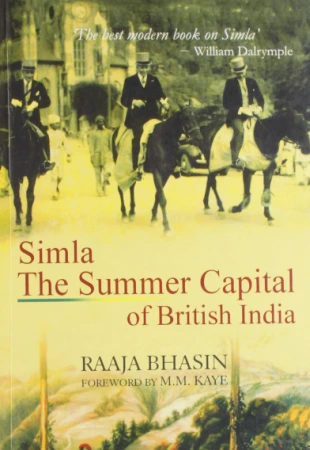 'The best modern book on Simla'
– William Dalrymple
Simla
The Summer Capital
of British India
RAAJA BHASIN
FOREWORD BY M.M. KAYE